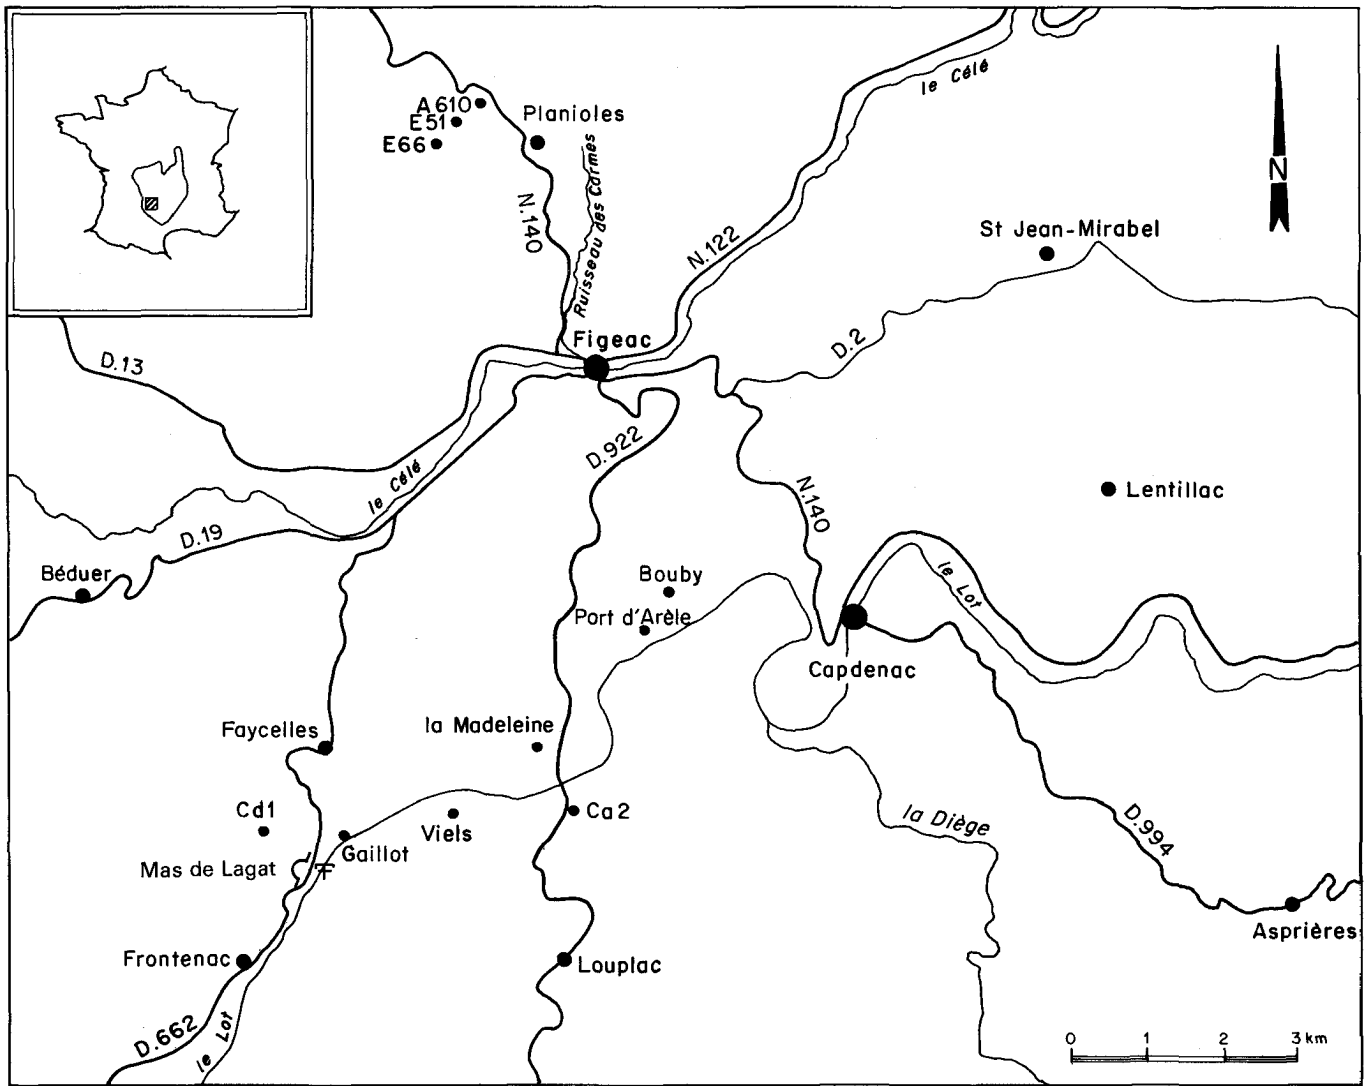 le Célé
A610
E51
E66
Planioles
Ruisseau des Carmes
N.140
N
St Jean-Mirabel
N.122
Figeac
D.2
D.13
D.922
le Célé
N.140
Lentillac
D.19
Béduer
Bouby
le Lot
Port d'Arèle
Capdenac
Faycelles
la Madeleine
Cd1
Ca2
Viels
la Diège
D.994
Gaillot
Mas de Lagat
Asprières
Frontenac
Louplac
D.662
le Lot
0 1 2 3 km